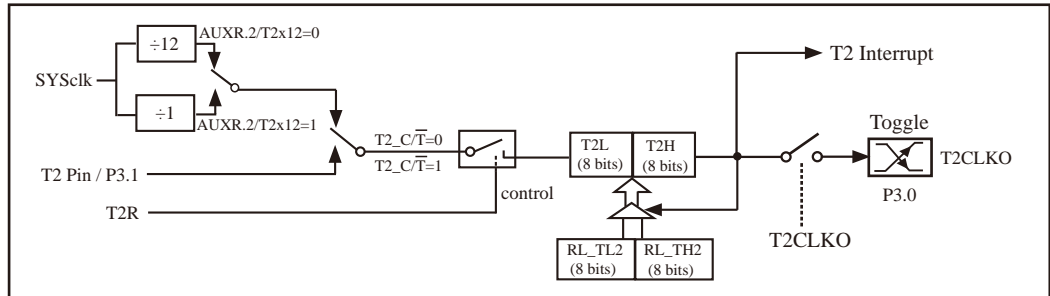 ÷12
AUXR.2/T2x12=0
SYSclk
÷1
AUXR.2/T2x12=1
T2 Pin / P3.1
T2_C/T̅=0
T2_C/T̅=1
T2R
control
T2L
(8 bits)
T2H
(8 bits)
RL_TL2
(8 bits)
RL_TH2
(8 bits)
T2 Interrupt
Toggle
T2CLKO
P3.0
T2CLKO